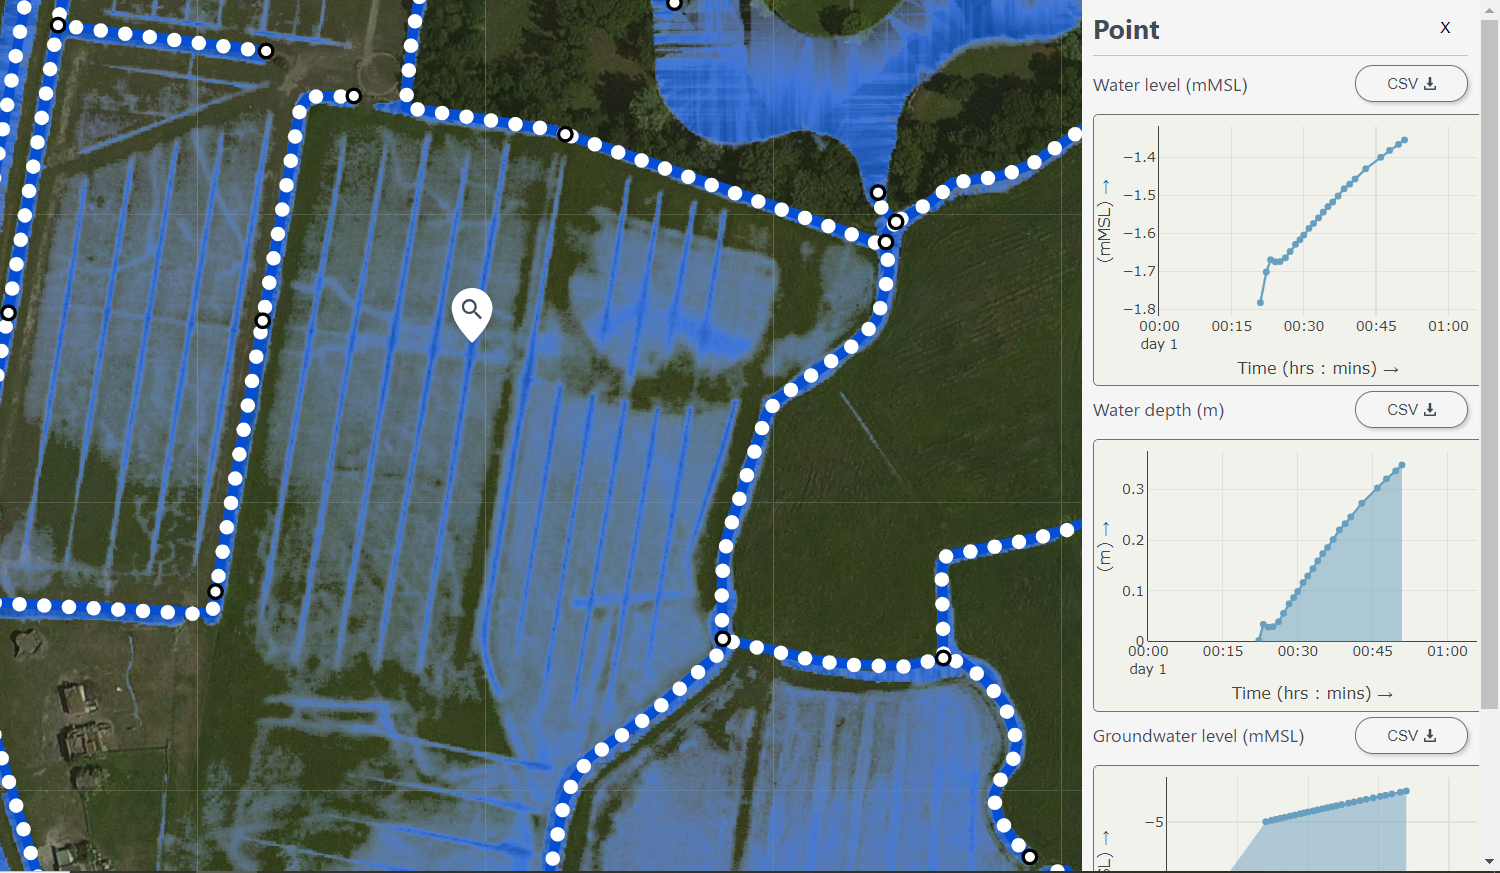 Point
X
Water level (mMSL)
CSV
−1.4
−1.5
−1.6
−1.7
−1.8
(mMSL) →
00:00 00:15 00:30 00:45 01:00
day 1
Time (hrs : mins) →
Water depth (m)
CSV
0.3
0.2
0.1
0
(m) →
00:00 00:15 00:30 00:45 01:00
day 1
Time (hrs : mins) →
Groundwater level (mMSL)
CSV
−5
SL) →